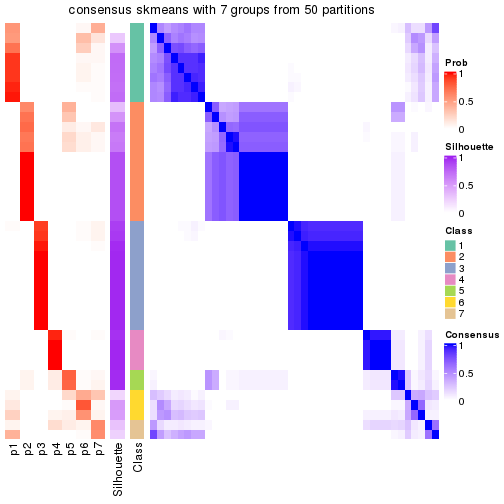 consensus skmeans with 7 groups from 50 partitions
Prob
1
0.5
0
Silhouette
1
0.5
0
Class
1
2
3
4
5
6
7
Consensus
1
0.5
0
p1
p2
p3
p4
p5
p6
p7
Silhouette
Class